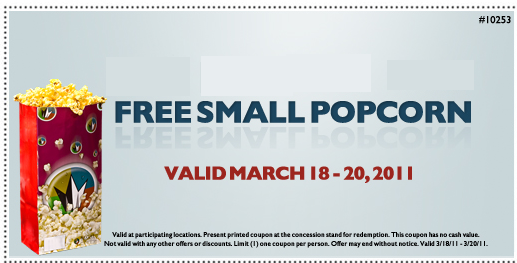 #10253
FREE SMALL POPCORN
VALID MARCH 18 - 20, 2011
Valid at participating locations. Present printed coupon at the concession stand for redemption. This coupon has no cash value.
Not valid with any other offers or discounts. Limit (1) one coupon per person. Offer may end without notice. Valid 3/18/11 - 3/20/11.